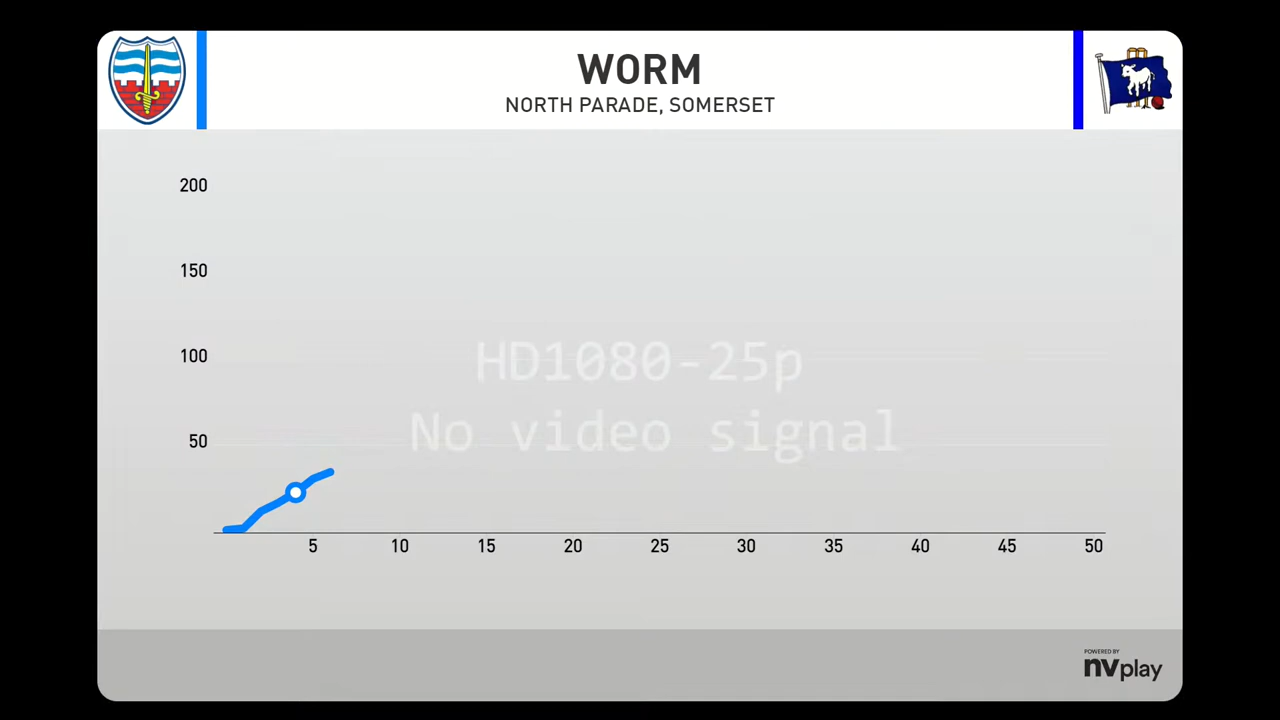 WORM
NORTH PARADE, SOMERSET
200
150
100
50
HD1080-25p
No video signal
5 10 15 20 25 30 35 40 45 50
POWERED BY
nvplay